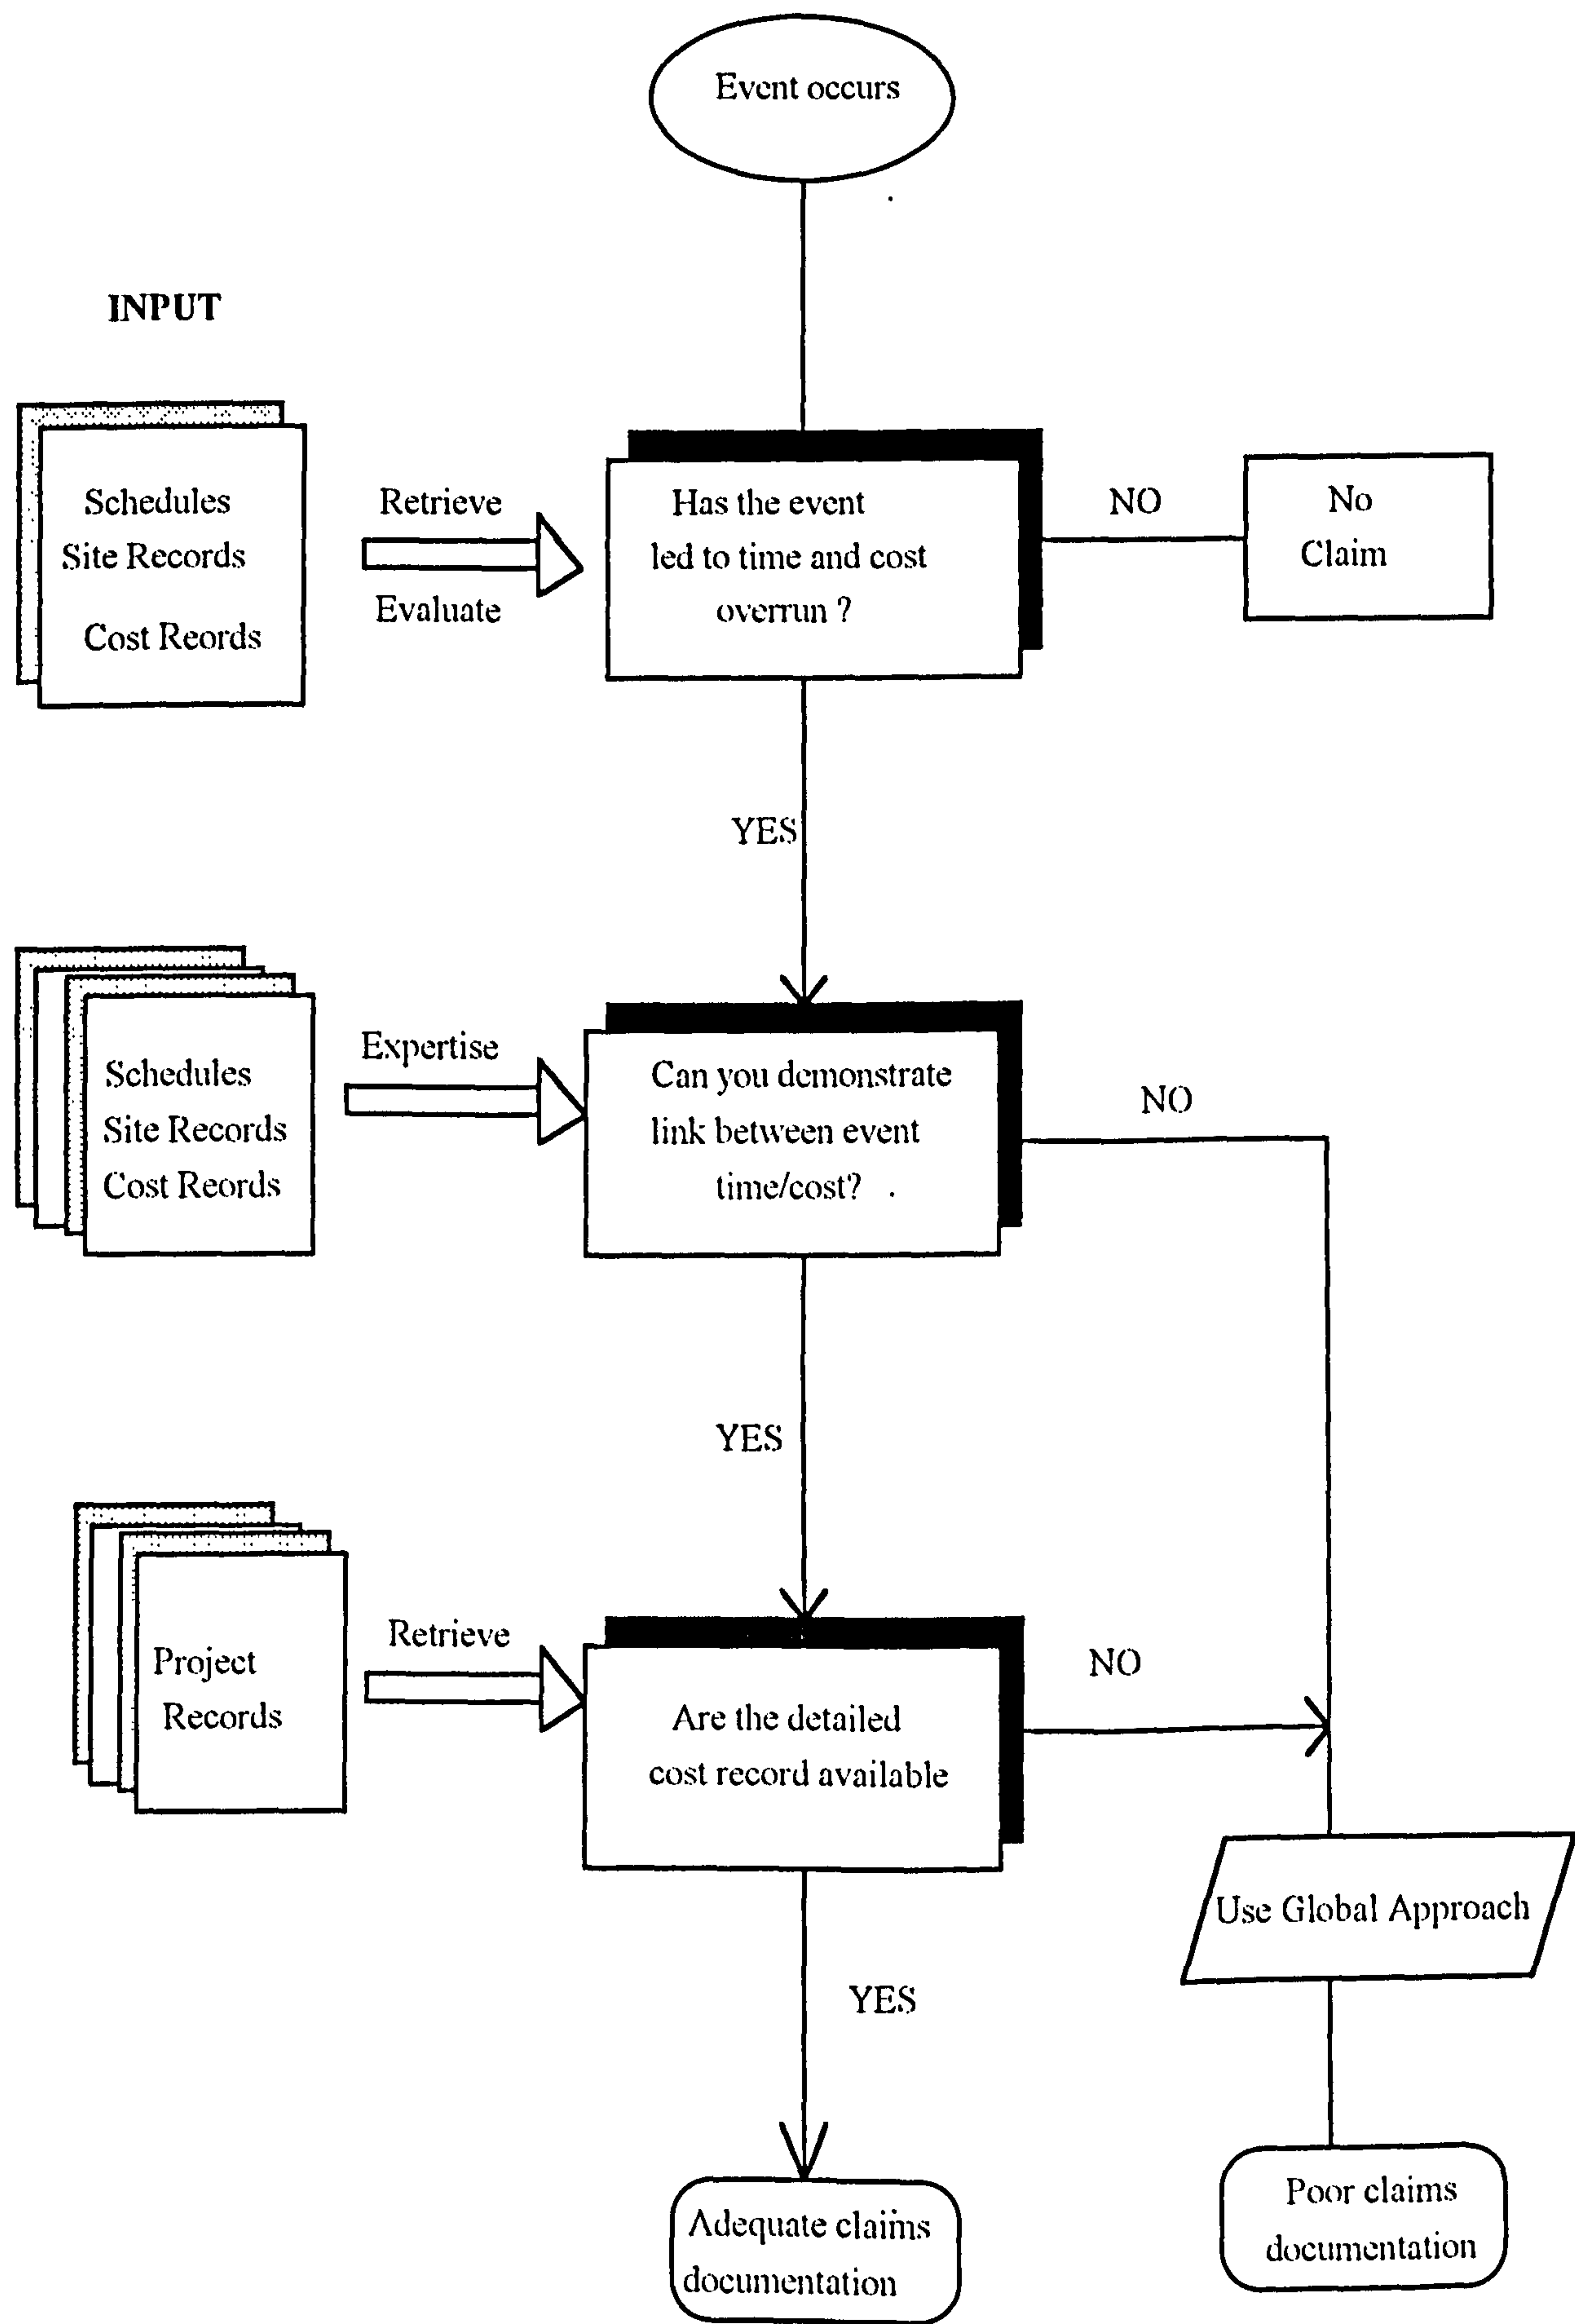 Event occurs
INPUT
Schedules
Site Records
Cost Reords
Retrieve
Evaluate
Has the event
led to time and cost
overrun ?
NO
No
Claim
YES
Schedules
Site Records
Cost Reords
Expertise
Can you demonstrate
link between event
time/cost?
NO
YES
Project
Records
Retrieve
Are the detailed
cost record available
NO
Use Global Approach
YES
Adequate claims
documentation
Poor claims
documentation